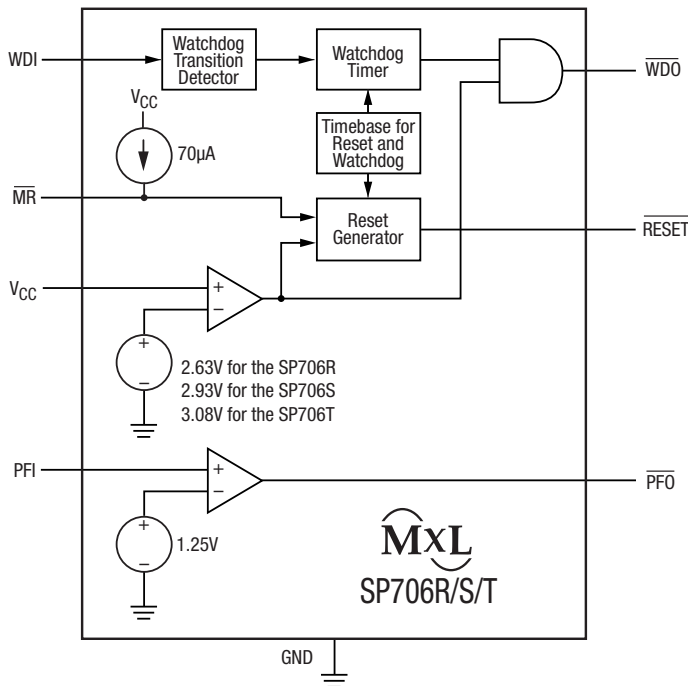 WDI
Watchdog
Transition
Detector
Watchdog
Timer
WDO
VCC
70µA
Timebase for
Reset and
Watchdog
MR
Reset
Generator
RESET
VCC
+
−
+
−
2.63V for the SP706R
2.93V for the SP706S
3.08V for the SP706T
PFI
+
−
PFO
+
−
1.25V
MXL
SP706R/S/T
GND